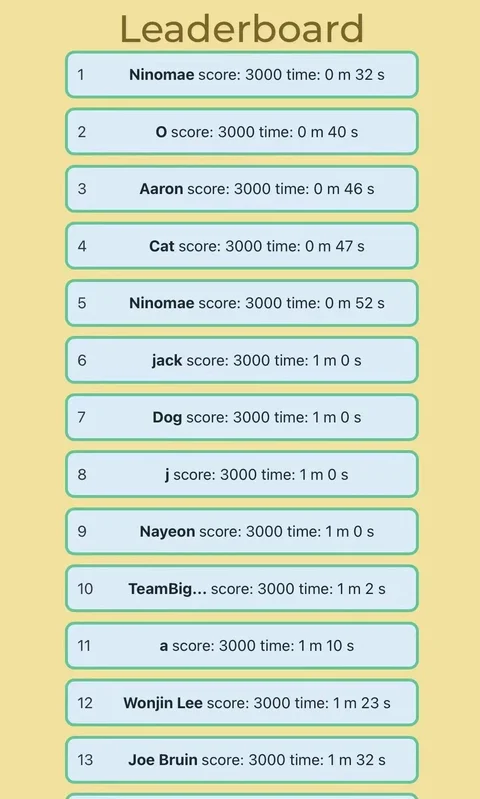 Leaderboard
1 Ninomae score: 3000 time: 0 m 32 s
2 O score: 3000 time: 0 m 40 s
3 Aaron score: 3000 time: 0 m 46 s
4 Cat score: 3000 time: 0 m 47 s
5 Ninomae score: 3000 time: 0 m 52 s
6 jack score: 3000 time: 1 m 0 s
7 Dog score: 3000 time: 1 m 0 s
8 j score: 3000 time: 1 m 0 s
9 Nayeon score: 3000 time: 1 m 0 s
10 TeamBig... score: 3000 time: 1 m 2 s
11 a score: 3000 time: 1 m 10 s
12 Wonjin Lee score: 3000 time: 1 m 23 s
13 Joe Bruin score: 3000 time: 1 m 32 s